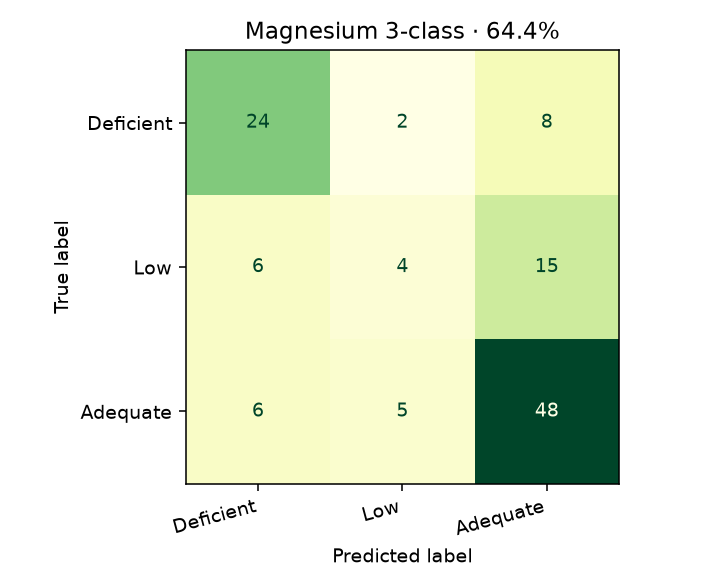 Magnesium 3-class · 64.4%
Deficient 24 2 8
Low 6 4 15
Adequate 6 5 48
True label
Deficient Low Adequate
Predicted label